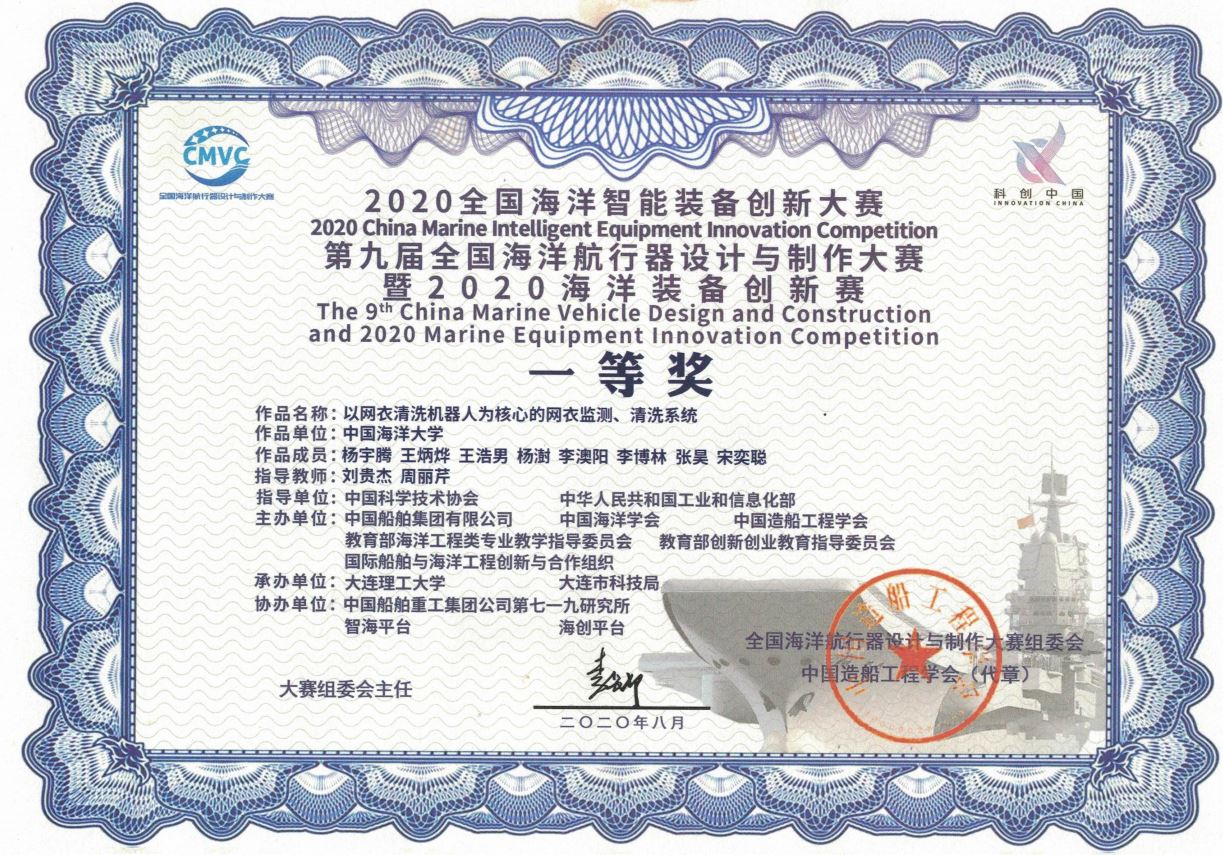 CMVC
全国海洋航行器设计与制作大赛
科创中国
INNOVATION CHINA
2020全国海洋智能装备创新大赛
2020 China Marine Intelligent Equipment Innovation Competition
第九届全国海洋航行器设计与制作大赛
暨2020海洋装备创新赛
The 9th China Marine Vehicle Design and Construction
and 2020 Marine Equipment Innovation Competition
一等奖
作品名称：以网衣清洗机器人为核心的网衣监测、清洗系统
作品单位：中国海洋大学
作品成员：杨宇腾 王炳烨 王浩男 杨澍 李澳阳 李博林 张昊 宋奕聪
指导教师：刘贵杰 周丽芹
指导单位：中国科学技术协会 中华人民共和国工业和信息化部
主办单位：中国船舶集团有限公司 中国海洋学会 中国造船工程学会
教育部海洋工程类专业教学指导委员会 教育部创新创业教育指导委员会
国际船舶与海洋工程创新与合作组织
承办单位：大连理工大学 大连市科技局
协办单位：中国船舶重工集团公司第七一九研究所
智海平台 海创平台
全国海洋航行器设计与制作大赛组委会
中国造船工程学会（代章）
大赛组委会主任
二〇二〇年八月